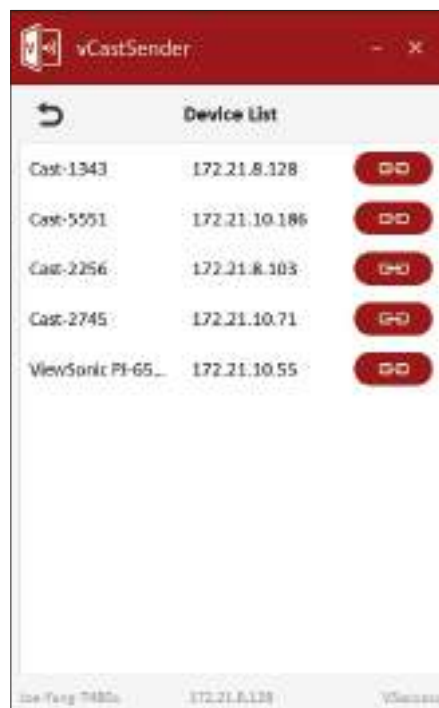 vCastSender
Device List
Cast-1343 172.21.8.128
Cast-5551 172.21.10.186
Cast-2256 172.21.8.103
Cast-2745 172.21.10.71
ViewSonic PI-65... 172.21.10.55
172.21.8.128